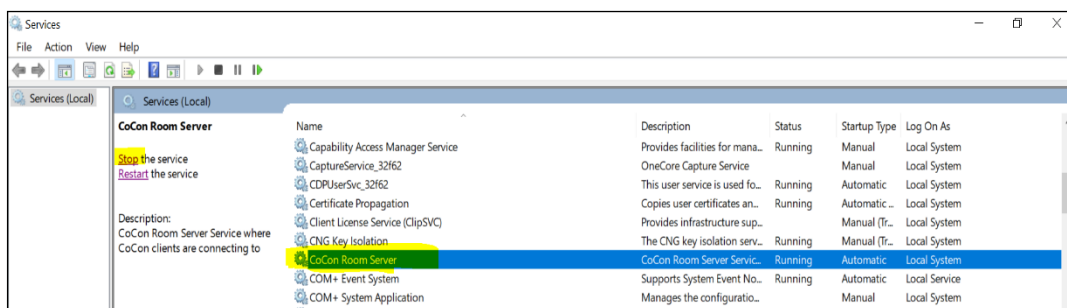 Services
File Action View Help
Services (Local)
Services (Local)
CoCon Room Server
Stop the service
Restart the service
Description:
CoCon Room Server Service where
CoCon clients are connecting to
Name Description Status Startup Type Log On As
Capability Access Manager Service Provides facilities for mana... Running Manual Local System
CaptureService_32f62 OneCore Capture Service Manual Local System
CDPUserSvc_32f62 This user service is used fo... Running Automatic Local System
Certificate Propagation Copies user certificates an... Running Automatic ... Local System
Client License Service (ClipSVC) Provides infrastructure sup... Manual (Tr... Local System
CNG Key Isolation The CNG key isolation serv... Running Manual (Tr... Local System
CoCon Room Server CoCon Room Server Servic... Running Automatic Local System
COM+ Event System Supports System Event No... Running Automatic Local Service
COM+ System Application Manages the configuratio... Manual Local System